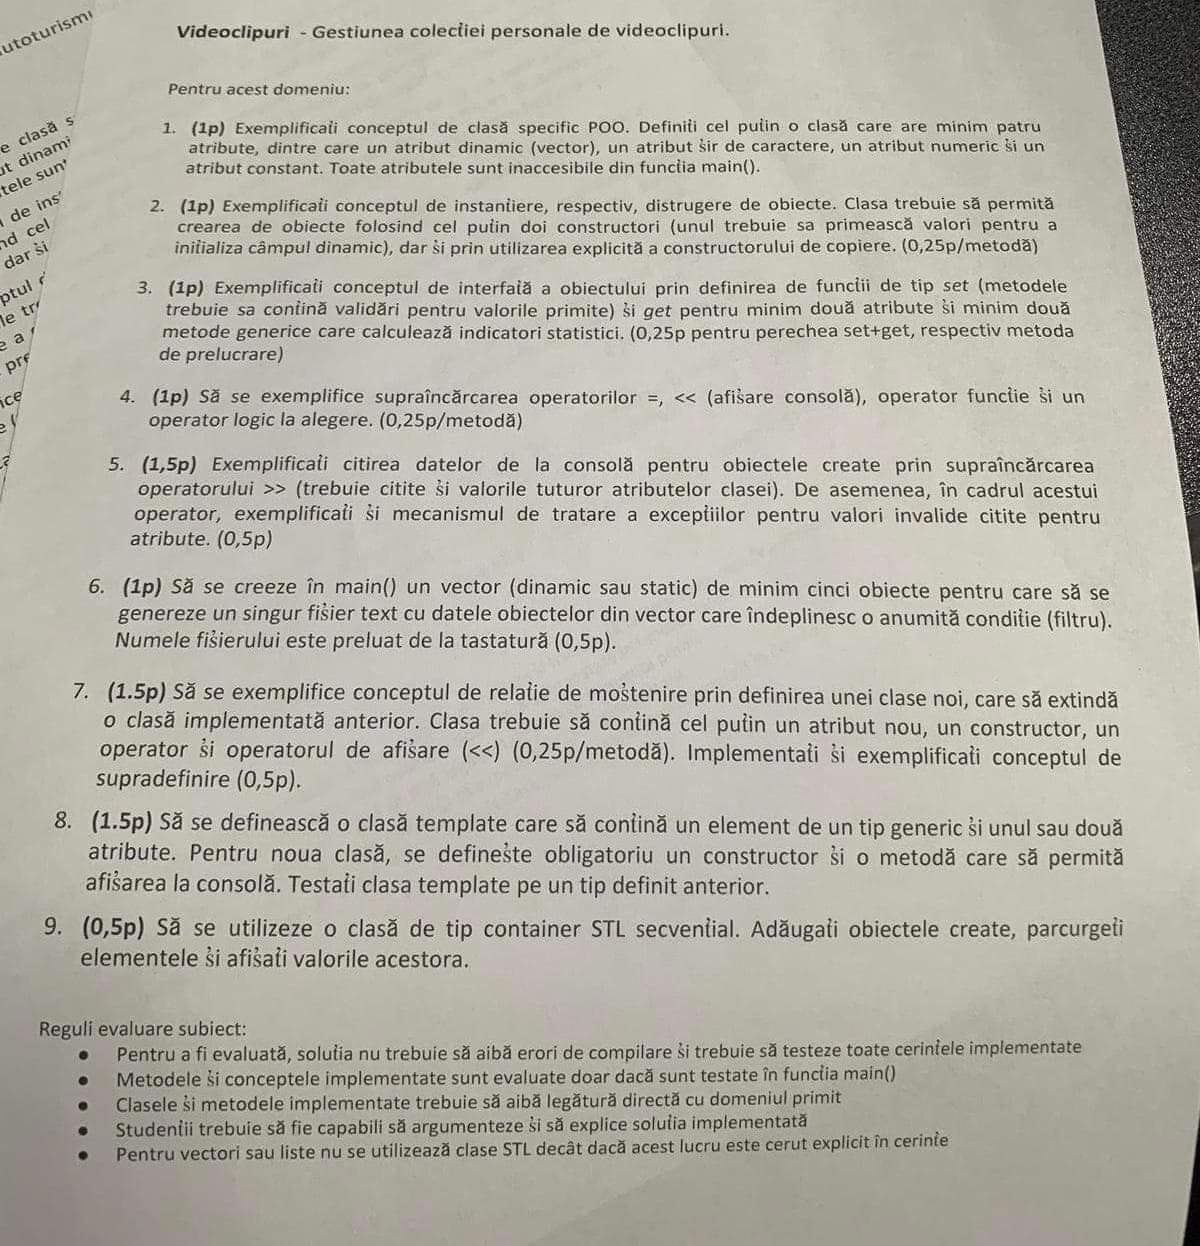 Videoclipuri - Gestiunea colecției personale de videoclipuri.
Pentru acest domeniu:
1. (1p) Exemplificați conceptul de clasă specific POO. Definiți cel puțin o clasă care are minim patru
atribute, dintre care un atribut dinamic (vector), un atribut șir de caractere, un atribut numeric și un
atribut constant. Toate atributele sunt inaccesibile din funcția main().
2. (1p) Exemplificați conceptul de instanțiere, respectiv, distrugere de obiecte. Clasa trebuie să permită
crearea de obiecte folosind cel puțin doi constructori (unul trebuie sa primească valori pentru a
inițializa câmpul dinamic), dar și prin utilizarea explicită a constructorului de copiere. (0,25p/metodă)
3. (1p) Exemplificați conceptul de interfață a obiectului prin definirea de funcții de tip set (metodele
trebuie sa conțină validări pentru valorile primite) și get pentru minim două atribute și minim două
metode generice care calculează indicatori statistici. (0,25p pentru perechea set+get, respectiv metoda
de prelucrare)
4. (1p) Să se exemplifice supraîncărcarea operatorilor =, << (afișare consolă), operator funcție și un
operator logic la alegere. (0,25p/metodă)
5. (1,5p) Exemplificați citirea datelor de la consolă pentru obiectele create prin supraîncărcarea
operatorului >> (trebuie citite și valorile tuturor atributelor clasei). De asemenea, în cadrul acestui
operator, exemplificați și mecanismul de tratare a excepțiilor pentru valori invalide citite pentru
atribute. (0,5p)
6. (1p) Să se creeze în main() un vector (dinamic sau static) de minim cinci obiecte pentru care să se
genereze un singur fișier text cu datele obiectelor din vector care îndeplinesc o anumită condiție (filtru).
Numele fișierului este preluat de la tastatură (0,5p).
7. (1.5p) Să se exemplifice conceptul de relație de moștenire prin definirea unei clase noi, care să extindă
o clasă implementată anterior. Clasa trebuie să conțină cel puțin un atribut nou, un constructor, un
operator și operatorul de afișare (<<) (0,25p/metodă). Implementați și exemplificați conceptul de
supradefinire (0,5p).
8. (1.5p) Să se definească o clasă template care să conțină un element de un tip generic și unul sau două
atribute. Pentru noua clasă, se definește obligatoriu un constructor și o metodă care să permită
afișarea la consolă. Testați clasa template pe un tip definit anterior.
9. (0,5p) Să se utilizeze o clasă de tip container STL secvențial. Adăugați obiectele create, parcurgeți
elementele și afișați valorile acestora.
Reguli evaluare subiect:
● Pentru a fi evaluată, soluția nu trebuie să aibă erori de compilare și trebuie să testeze toate cerințele implementate
● Metodele și conceptele implementate sunt evaluate doar dacă sunt testate în funcția main()
● Clasele și metodele implementate trebuie să aibă legătură directă cu domeniul primit
● Studenții trebuie să fie capabili să argumenteze și să explice soluția implementată
● Pentru vectori sau liste nu se utilizează clase STL decât dacă acest lucru este cerut explicit în cerințe